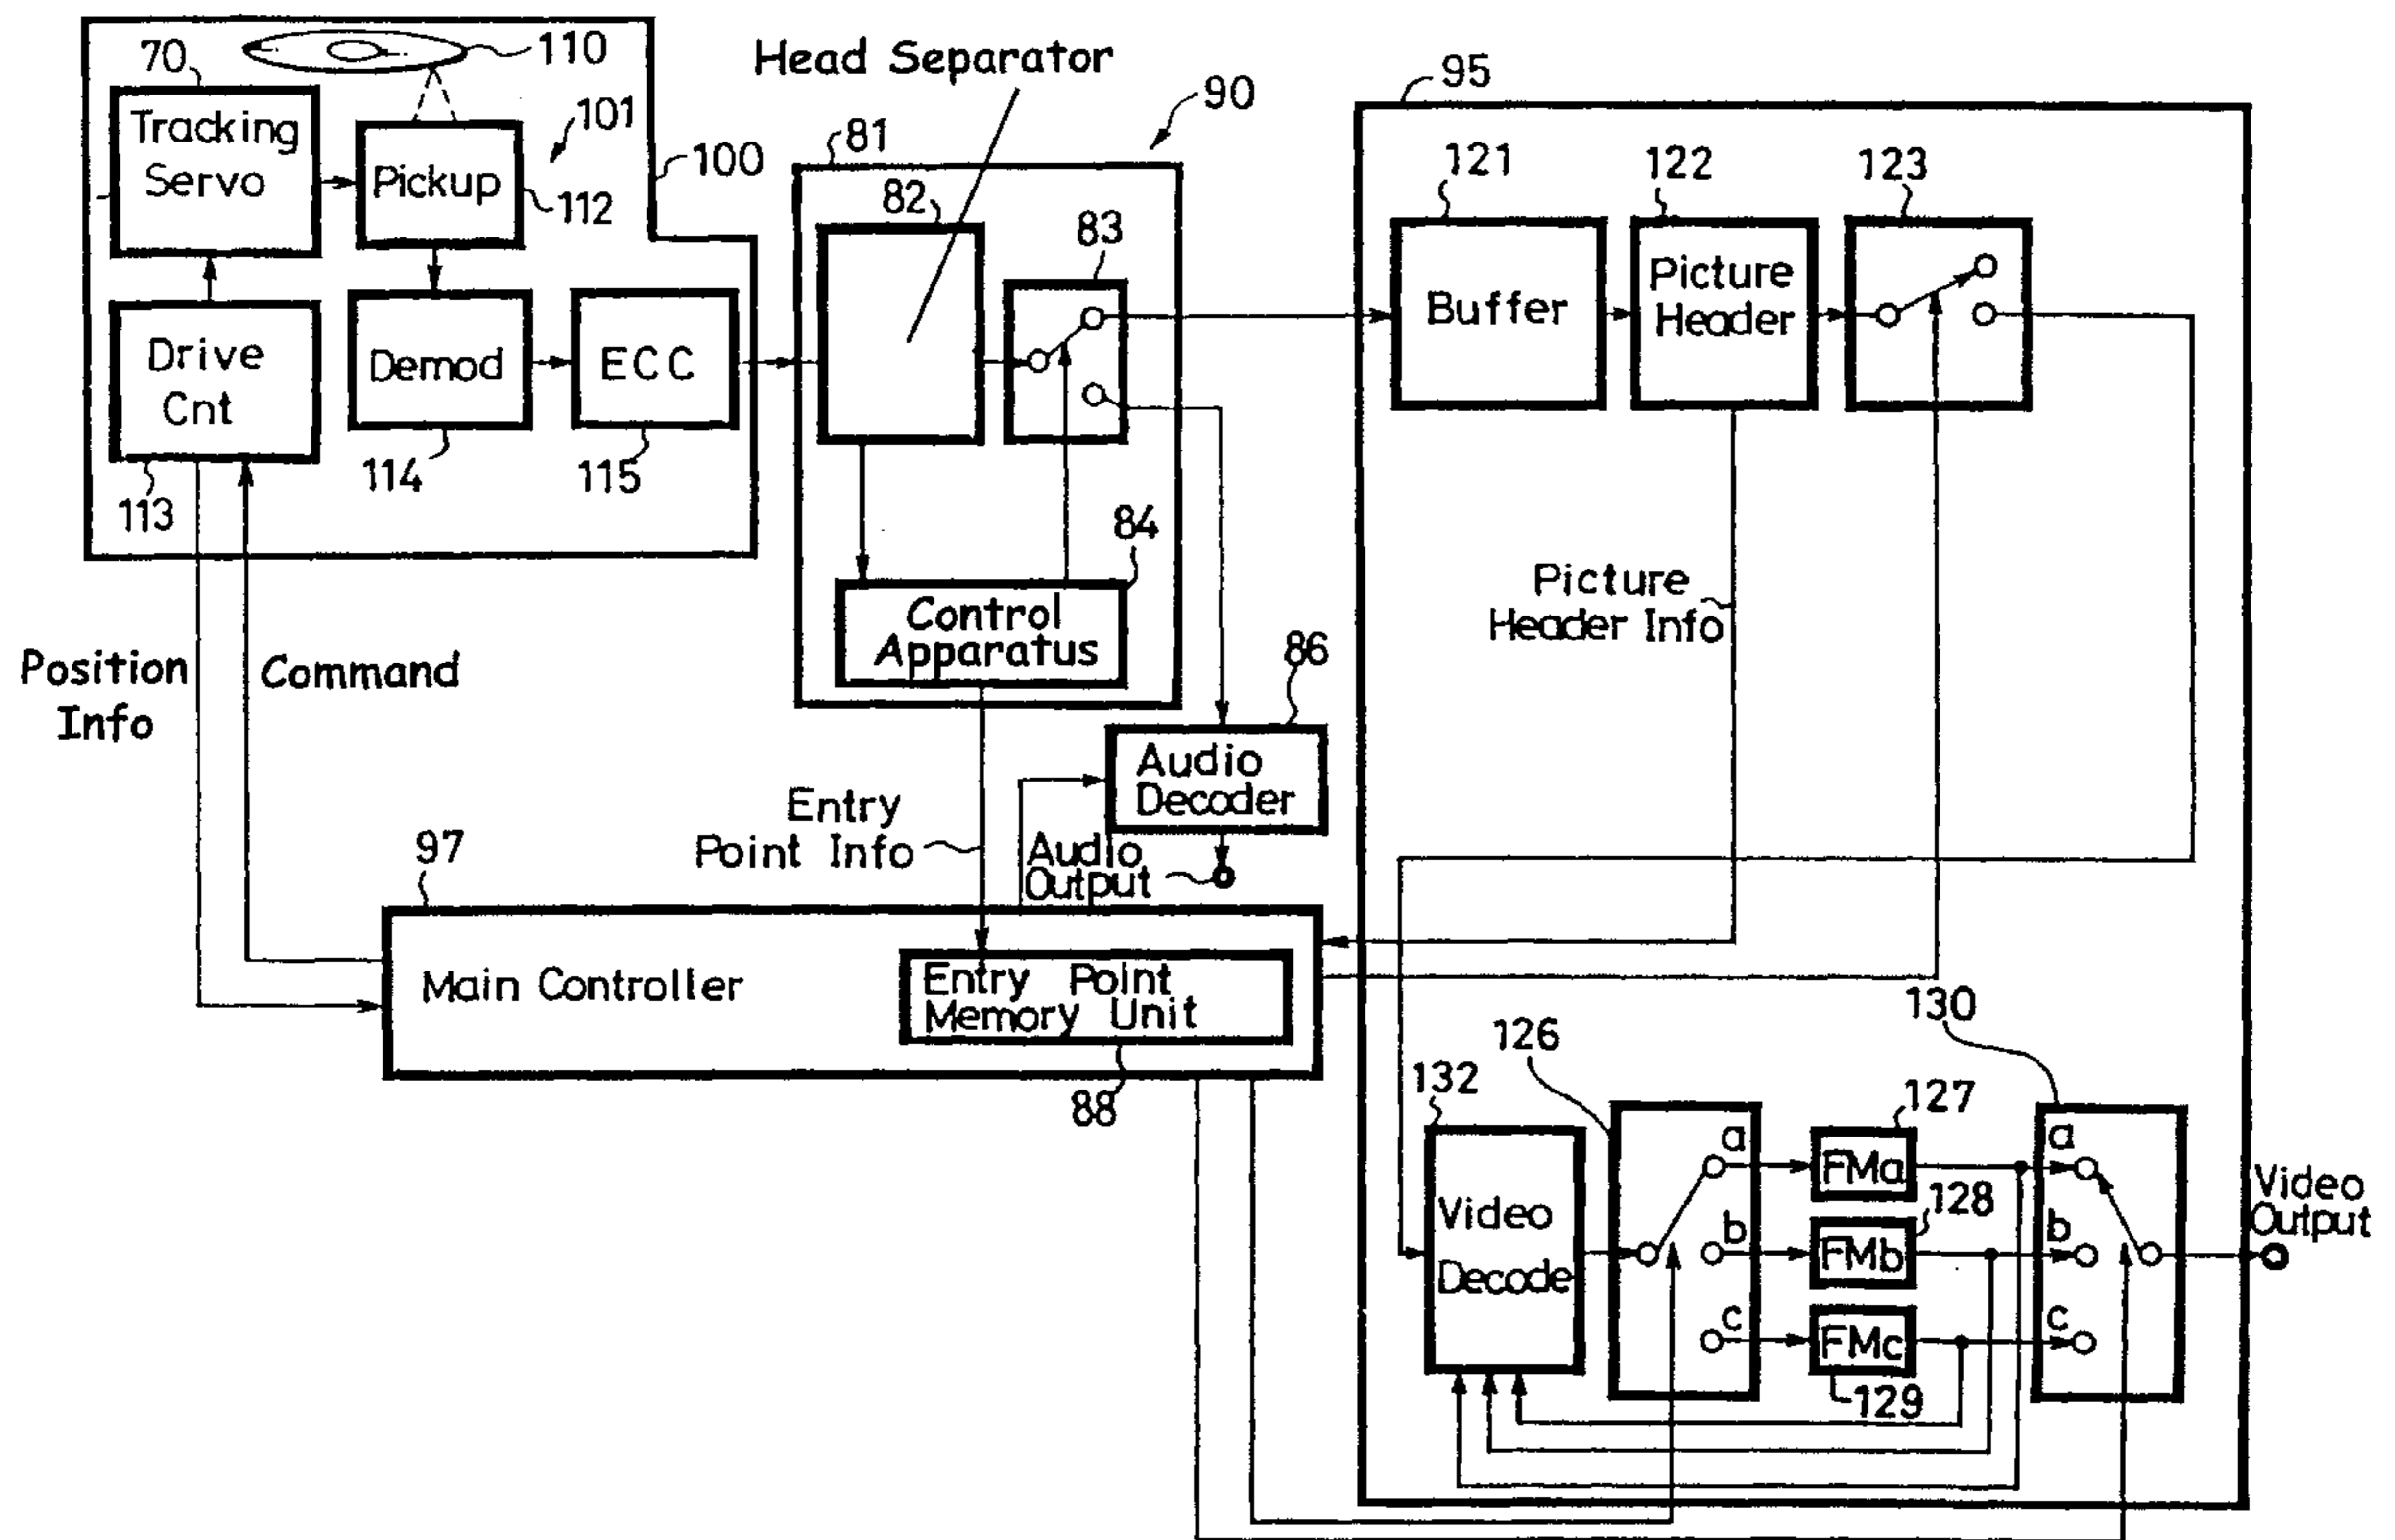 110
70
Head Separator
90
95
Tracking
Servo
101
Pickup
100
112
81
82
83
121
122
123
Drive
Cnt
Demod
ECC
Buffer
Picture
Header
113
114
115
84
Control
Apparatus
Picture
Header Info
86
Position
Info
Command
Audio
Decoder
Entry
Point Info
Audio
Output
97
Main Controller
Entry Point
Memory Unit
88
130
126
132
127
a
FMa
a
128
Video
Decode
b
FMb
b
Video
Output
c
FMc
c
129